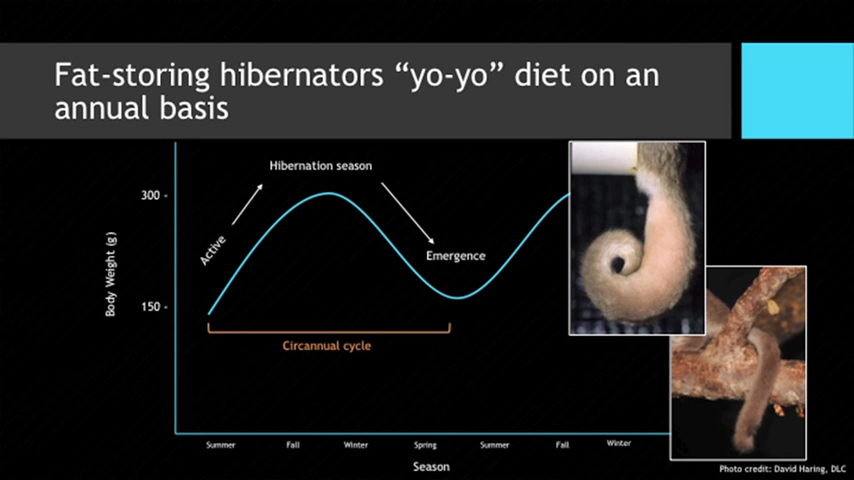 Fat-storing hibernators “yo-yo” diet on an
annual basis
Hibernation season
300 -
Active
Emergence
Body Weight (g)
150 -
Circannual cycle
Summer Fall Winter Spring Summer Fall Winter
Season
Photo credit: David Haring, DLC